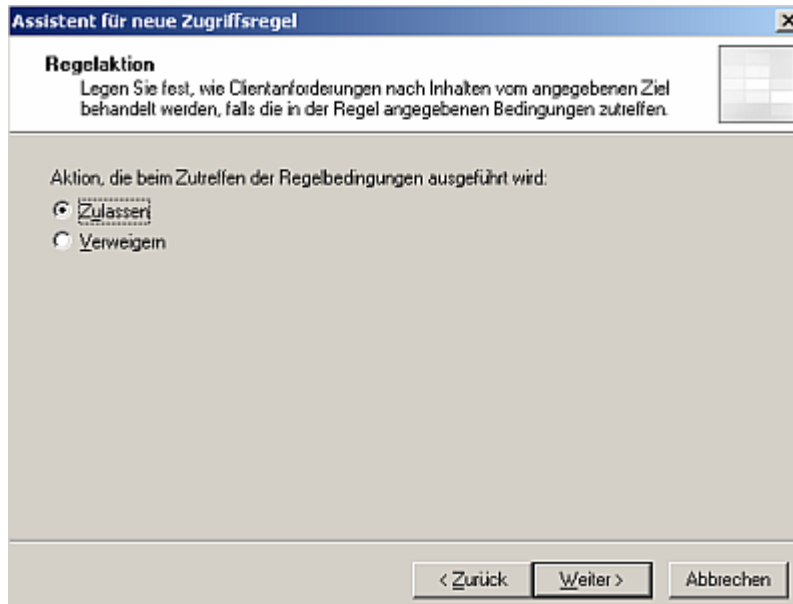 Assistent für neue Zugriffsregel
Regelaktion
Legen Sie fest, wie Clientanforderungen nach Inhalten vom angegebenen Ziel
behandelt werden, falls die in der Regel angegebenen Bedingungen zutreffen.
Aktion, die beim Zutreffen der Regelbedingungen ausgeführt wird:
Zulassen
Verweigern
< Zurück Weiter > Abbrechen